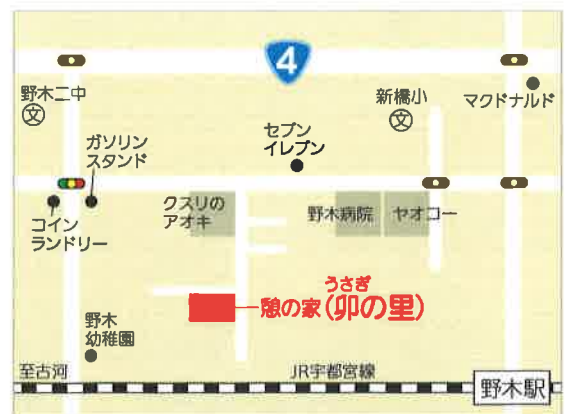 4
野木二中
文
新橋小
文
マクドナルド
ガソリン
スタンド
セブン
イレブン
コイン
ランドリー
クスリの
アオキ
野木病院
ヤオコー
うさぎ
憩の家(卯の里)
野木
幼稚園
至古河
JR宇都宮線
野木駅